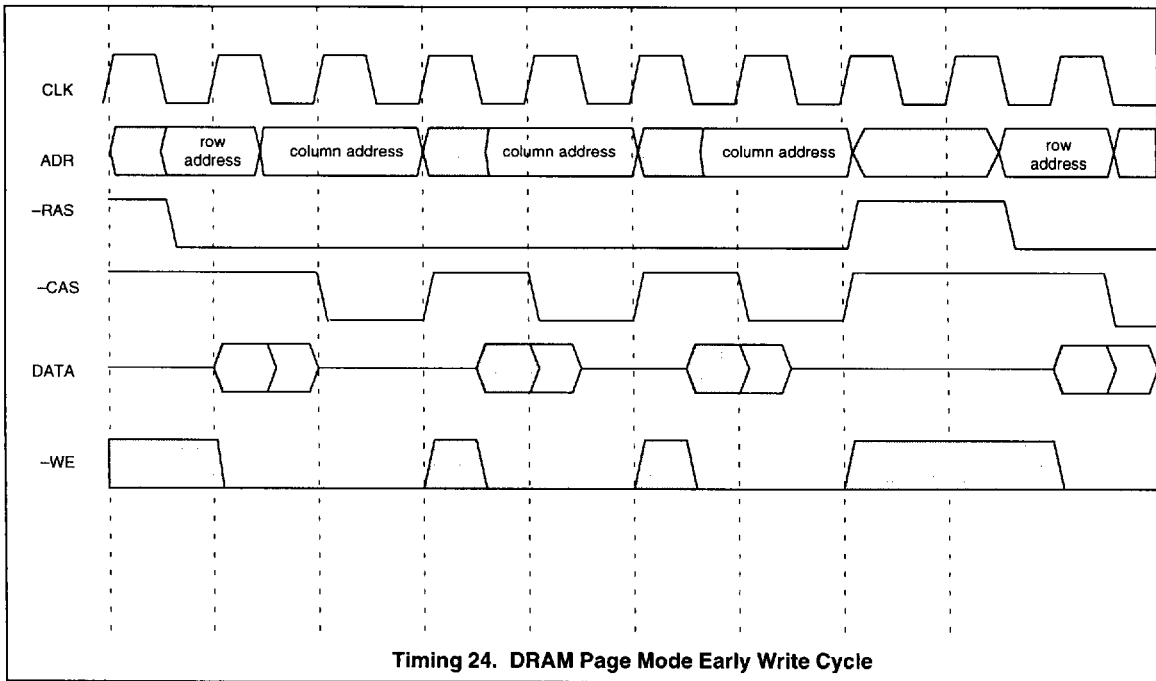 CLK
ADR
row
address
column address
column address
column address
row
address
–RAS
–CAS
DATA
–WE
Timing 24. DRAM Page Mode Early Write Cycle